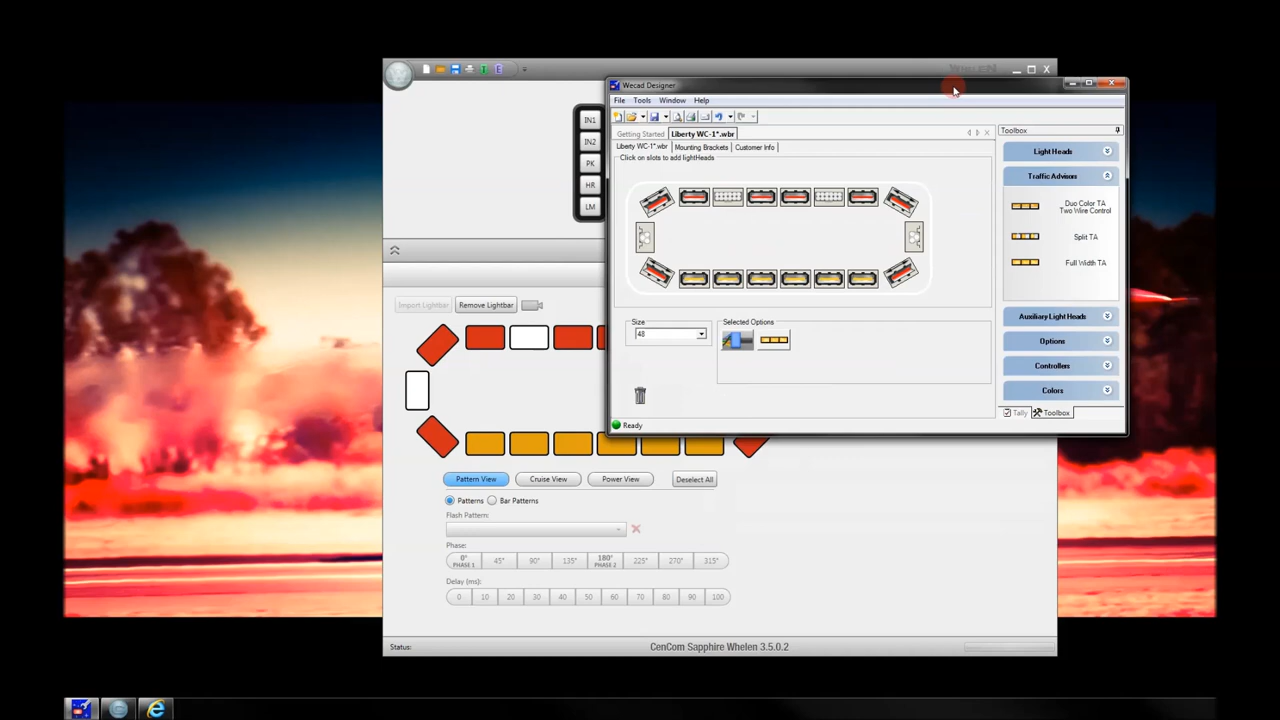 WHELEN
Wecad Designer
File Tools Window Help
Getting Started Liberty WC-1*.wbr
Liberty WC-1*.wbr Mounting Brackets Customer Info
Click on slots to add lightHeads
Size
48
Selected Options
Ready
Toolbox
Light Heads
Traffic Advisors
Duo Color TA
Two Wire Control
Split TA
Full Width TA
Auxiliary Light Heads
Options
Controllers
Colors
Tally Toolbox
IN1
IN2
PK
HR
LM
Import Lightbar Remove Lightbar
Pattern View Cruise View Power View Deselect All
Patterns Bar Patterns
Flash Pattern:
Phase:
0° 45° 90° 135° 180° 225° 270° 315°
PHASE 1 PHASE 2
Delay (ms):
0 10 20 30 40 50 60 70 80 90 100
Status: CenCom Sapphire Whelen 3.5.0.2